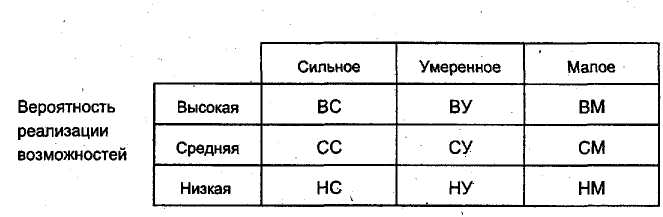 Сильное Умеренное Малое
Вероятность реализации возможностей
Высокая ВС ВУ ВМ
Средняя СС СУ СМ
Низкая НС НУ НМ